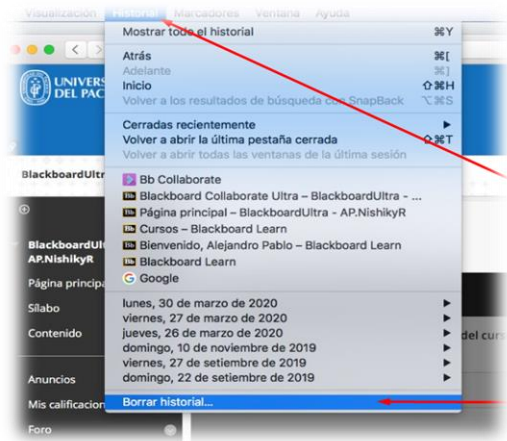 Visualización Historial Marcadores Ventana Ayuda
Mostrar todo el historial ⌘Y
Atrás ⌘[
Adelante ⌘]
Inicio ⇧⌘H
Volver a los resultados de búsqueda con SnapBack ⌥⌘S
Cerradas recientemente
Volver a abrir la última pestaña cerrada ⇧⌘T
Volver a abrir todas las ventanas de la última sesión
Bb Collaborate
Blackboard Collaborate Ultra – BlackboardUltra - ...
Página principal – BlackboardUltra - AP.NishikyR
Cursos – Blackboard Learn
Bienvenido, Alejandro Pablo – Blackboard Learn
Blackboard Learn
Google
lunes, 30 de marzo de 2020
viernes, 27 de marzo de 2020
jueves, 26 de marzo de 2020
domingo, 10 de noviembre de 2019
viernes, 27 de setiembre de 2019
domingo, 22 de setiembre de 2019
Borrar historial...
UNIVERS
DEL PAC
BlackboardUltr
BlackboardUlt
AP.NishikyR
Página principa
Sílabo
Contenido
Anuncios
Mis calificacion
Foro
del curs